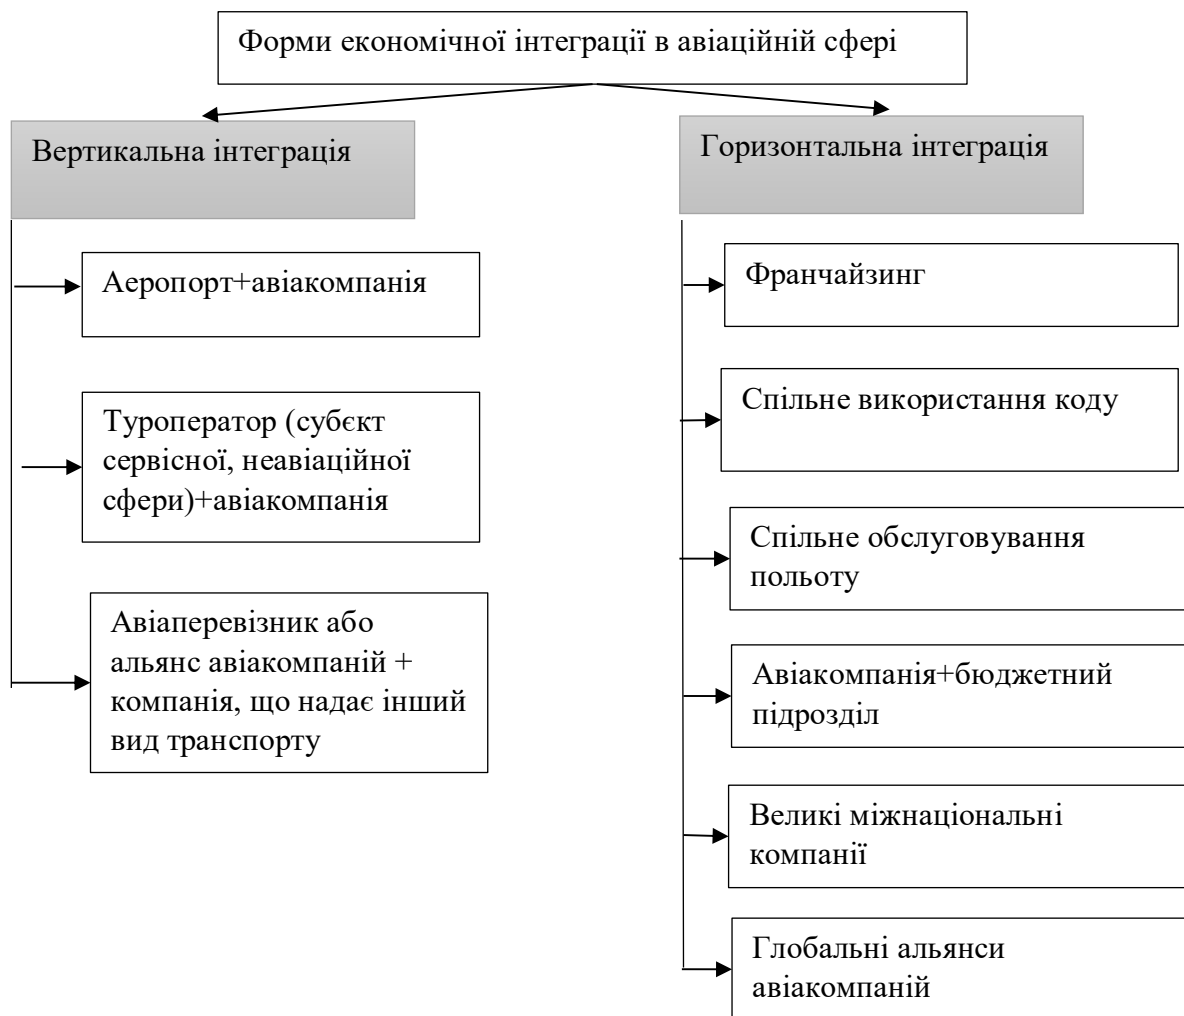 Форми економічної інтеграції в авіаційній сфері
Вертикальна інтеграція
Аеропорт+авіакомпанія
Туроператор (субєкт
сервісної, неавіаційної
сфери)+авіакомпанія
Авіаперевізник або
альянс авіакомпаній +
компанія, що надає інший
вид транспорту
Горизонтальна інтеграція
Франчайзинг
Спільне використання коду
Спільне обслуговування
польоту
Авіакомпанія+бюджетний
підрозділ
Великі міжнаціональні
компанії
Глобальні альянси
авіакомпаній